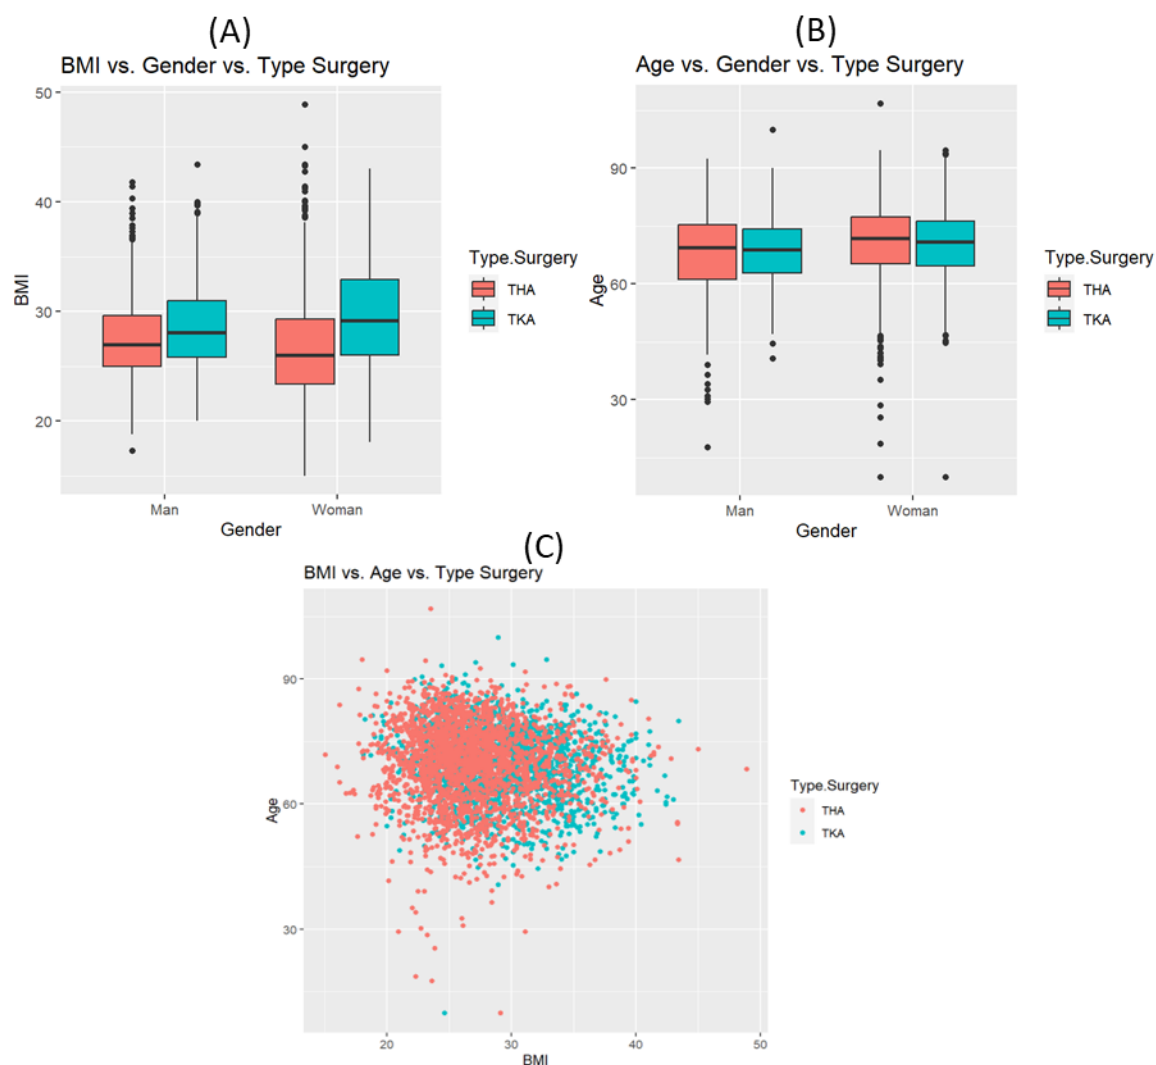 (A)
BMI vs. Gender vs. Type Surgery
50
40
30
20
BMI
Man
Woman
Gender
Type.Surgery
THA
TKA
(B)
Age vs. Gender vs. Type Surgery
90
60
30
Age
Man
Woman
Gender
Type.Surgery
THA
TKA
(C)
BMI vs. Age vs. Type Surgery
90
60
30
Age
20
30
40
50
BMI
Type.Surgery
THA
TKA